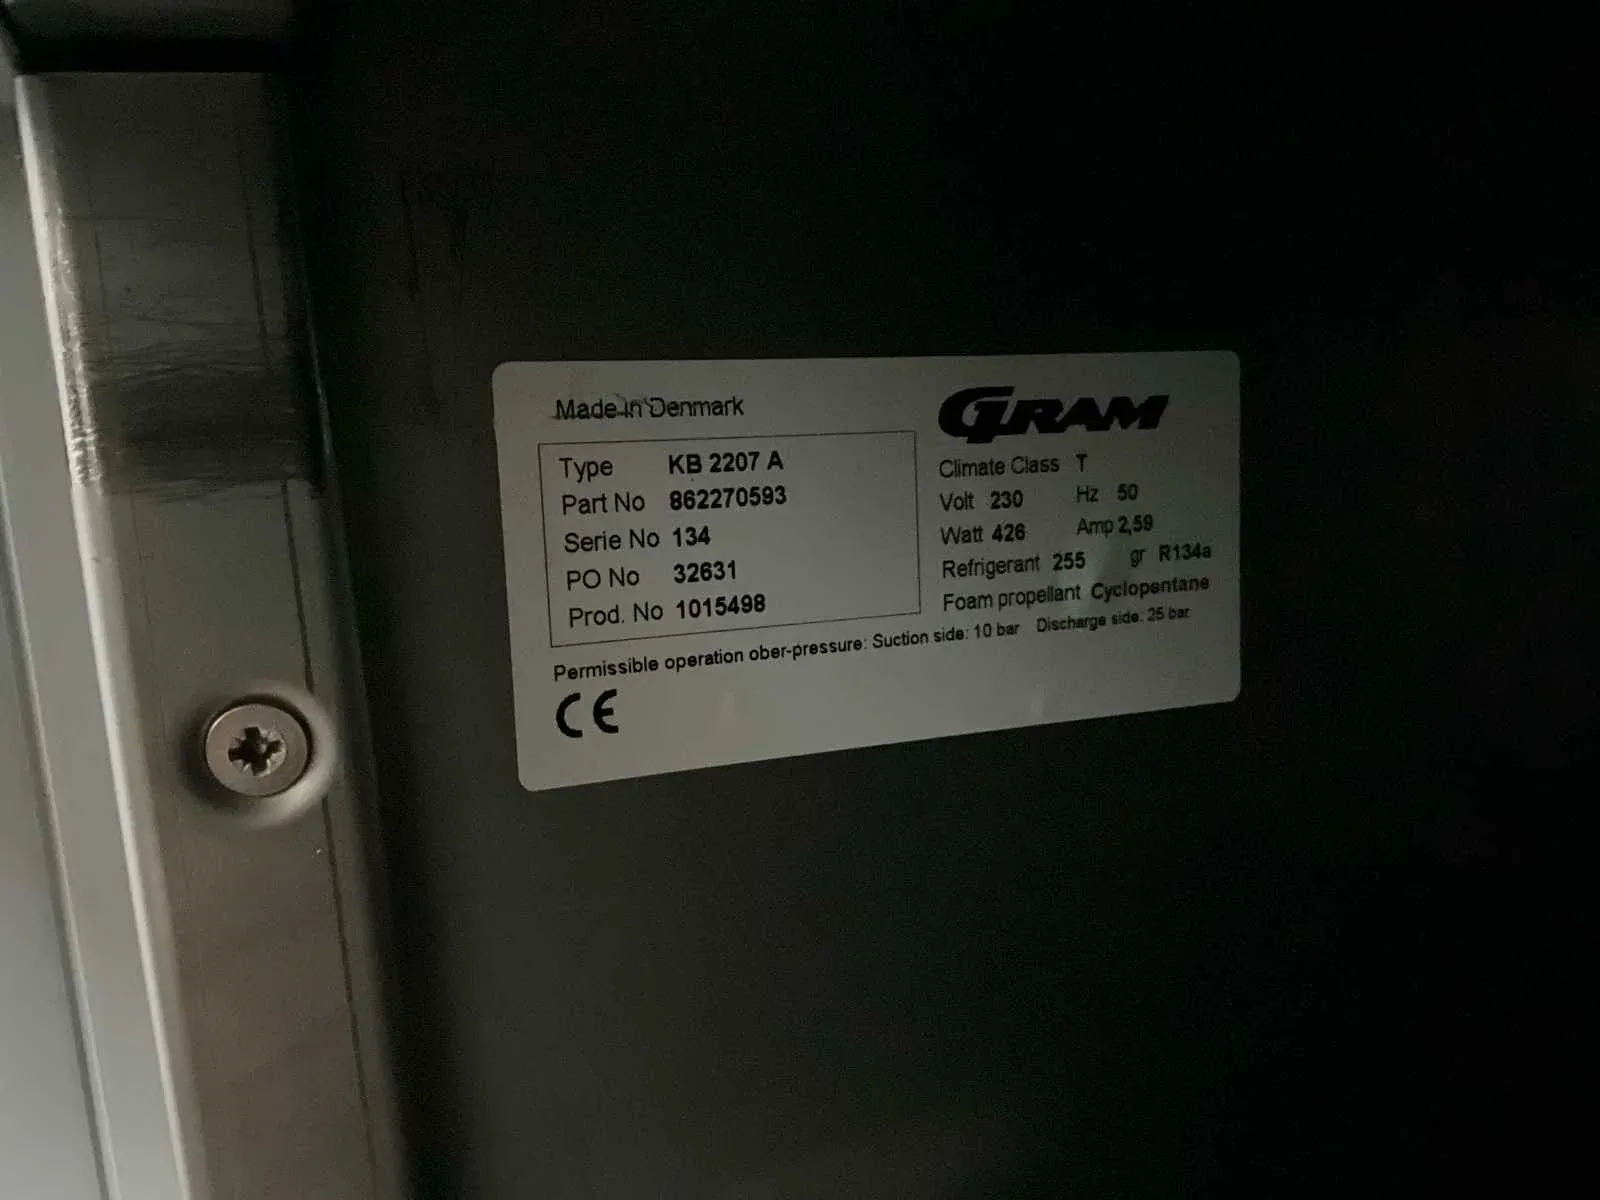 Made in Denmark
GRAM
Type KB 2207 A
Part No 862270593
Serie No 134
PO No 32631
Prod. No 1015498
Climate Class T
Volt 230 Hz 50
Watt 426 Amp 2,59
Refrigerant 255 gr R134a
Foam propellant Cyclopentane
Permissible operation ober-pressure: Suction side: 10 bar Discharge side: 25 bar
CE